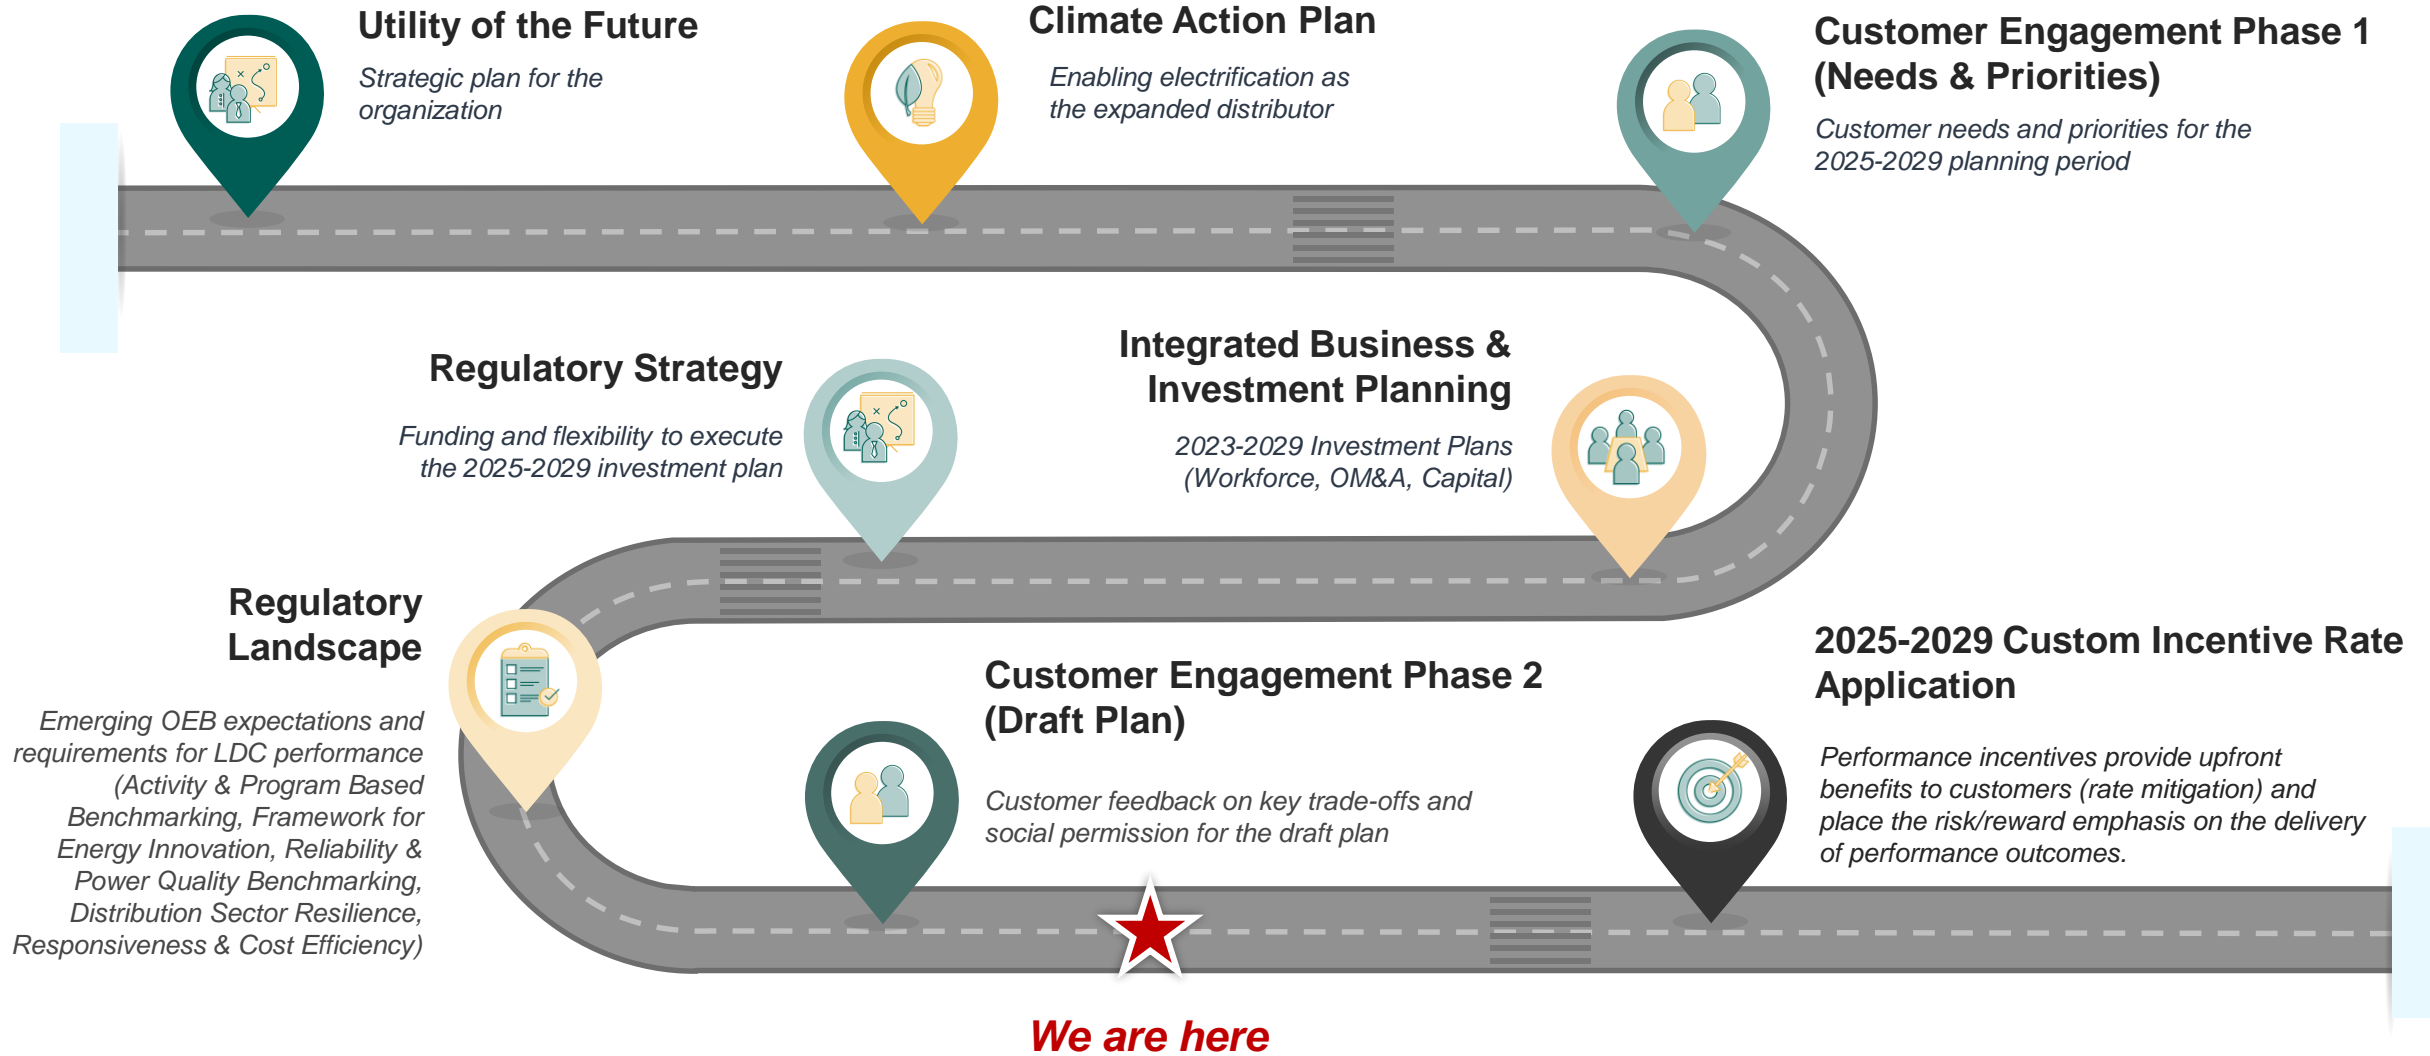 Utility of the Future
Strategic plan for the
organization
Climate Action Plan
Enabling electrification as
the expanded distributor
Customer Engagement Phase 1
(Needs & Priorities)
Customer needs and priorities for the
2025-2029 planning period
Integrated Business &
Investment Planning
2023-2029 Investment Plans
(Workforce, OM&A, Capital)
Regulatory Strategy
Funding and flexibility to execute
the 2025-2029 investment plan
Regulatory
Landscape
Emerging OEB expectations and
requirements for LDC performance
(Activity & Program Based
Benchmarking, Framework for
Energy Innovation, Reliability &
Power Quality Benchmarking,
Distribution Sector Resilience,
Responsiveness & Cost Efficiency)
Customer Engagement Phase 2
(Draft Plan)
Customer feedback on key trade-offs and
social permission for the draft plan
We are here
2025-2029 Custom Incentive Rate
Application
Performance incentives provide upfront
benefits to customers (rate mitigation) and
place the risk/reward emphasis on the delivery
of performance outcomes.